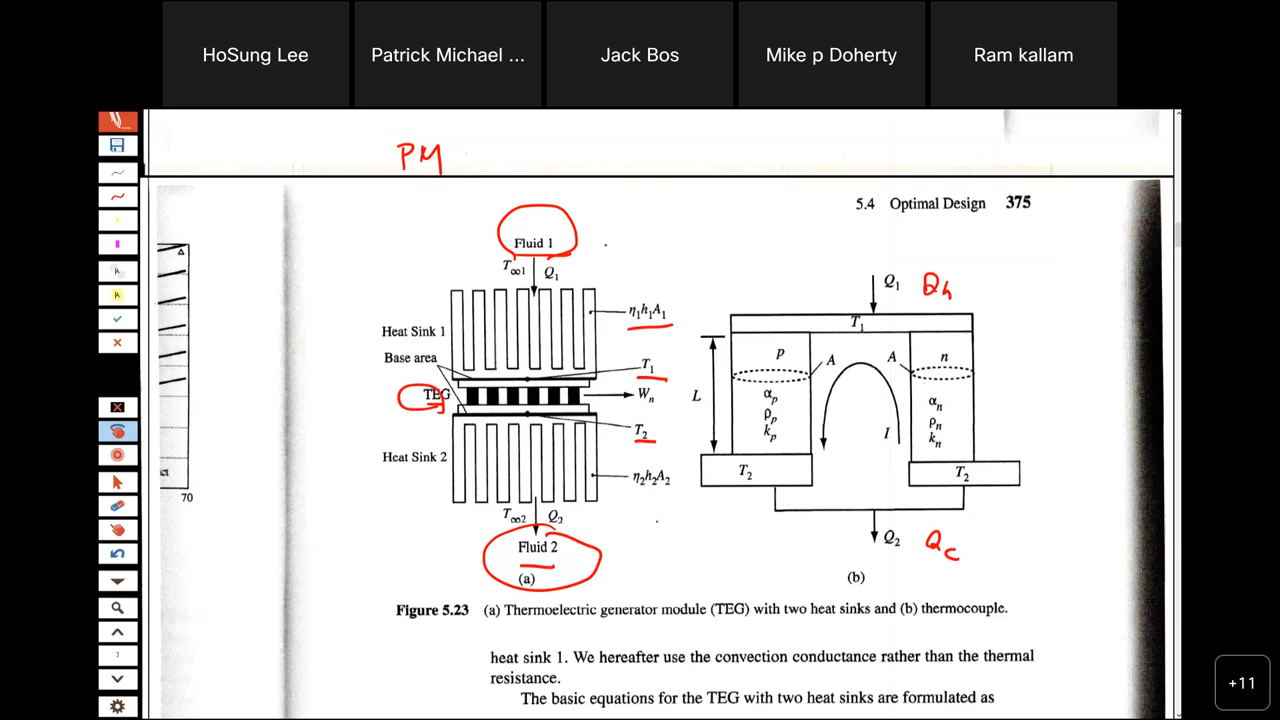 HoSung Lee
Patrick Michael ...
Jack Bos
Mike p Doherty
Ram kallam
PM
5.4 Optimal Design 375
Fluid 1
T∞1 Q1
η1h1A1
Heat Sink 1
Base area
T1
TEG
Wn
T2
Heat Sink 2
η2h2A2
T∞2 Q2
Fluid 2
(a)
Q1 Qh
T1
p A A n
L
αp
ρp
kp
I
αn
ρn
kn
T2
T2
Q2 Qc
(b)
70
3
Figure 5.23 (a) Thermoelectric generator module (TEG) with two heat sinks and (b) thermocouple.
heat sink 1. We hereafter use the convection conductance rather than the thermal
resistance.
The basic equations for the TEG with two heat sinks are formulated as
+11